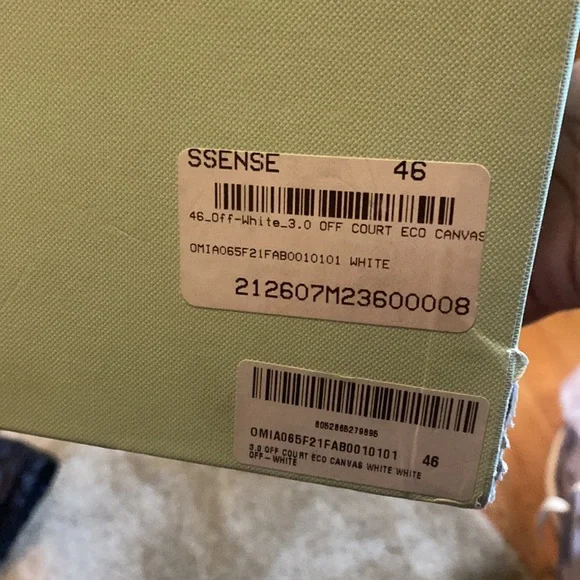 SSENSE 46
46_Off-White_3.0 OFF COURT ECO CANVAS
OMIA065F21FAB0010101 WHITE
212607M23600008
8052865279895
OMIA065F21FAB0010101 46
3.0 OFF COURT ECO CANVAS WHITE WHITE
OFF-WHITE